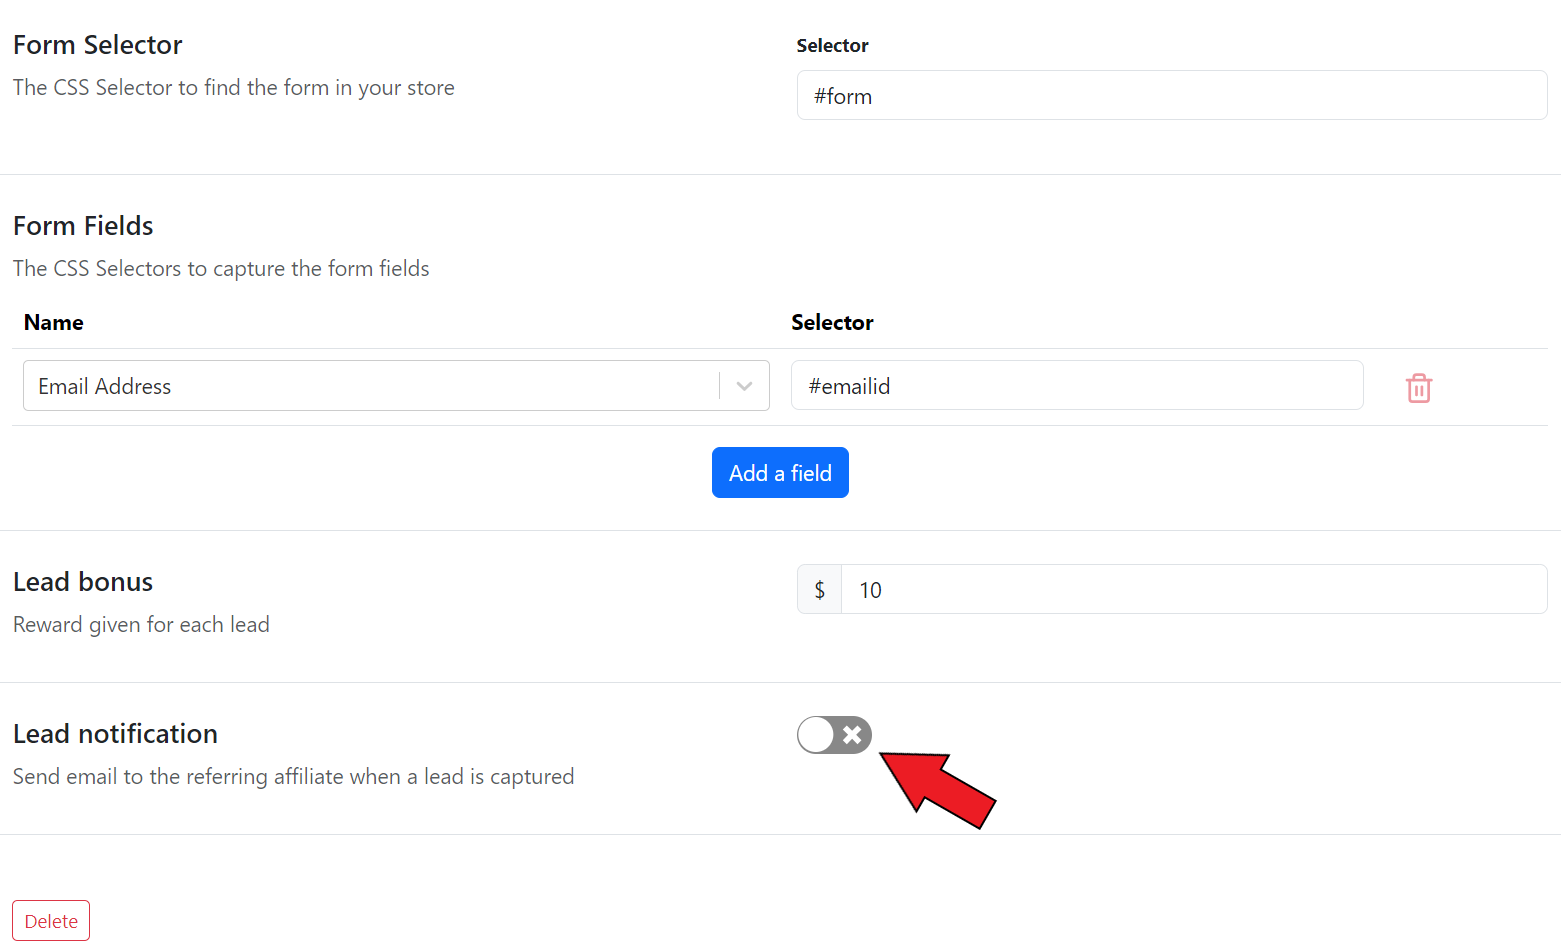 Form Selector
Selector
The CSS Selector to find the form in your store
#form
Form Fields
The CSS Selectors to capture the form fields
Name
Selector
Email Address
#emailid
Add a field
Lead bonus
$ 10
Reward given for each lead
Lead notification
Send email to the referring affiliate when a lead is captured
Delete